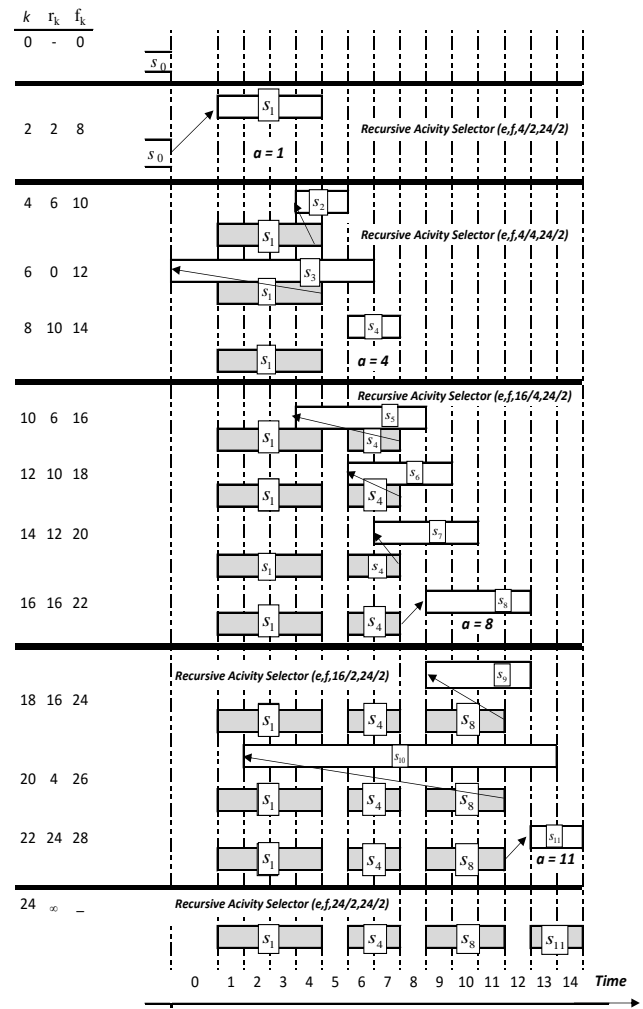 k r_k f_k
0 - 0
s_0
s_1
2 2 8
Recursive Acivity Selector (e,f,4/2,24/2)
s_0
a = 1
4 6 10
s_2
s_1
Recursive Acivity Selector (e,f,4/4,24/2)
6 0 12
s_3
s_1
8 10 14
s_4
s_1
a = 4
Recursive Acivity Selector (e,f,16/4,24/2)
10 6 16
s_5
s_1 s_4
12 10 18
s_6
s_1 s_4
14 12 20
s_7
s_1 s_4
16 16 22
s_8
s_1 s_4
a = 8
Recursive Acivity Selector (e,f,16/2,24/2)
s_9
18 16 24
s_1 s_4 s_8
s_10
20 4 26
s_1 s_4 s_8
22 24 28
s_11
s_1 s_4 s_8
a = 11
24 ∞ –
Recursive Acivity Selector (e,f,24/2,24/2)
s_1 s_4 s_8 s_11
0 1 2 3 4 5 6 7 8 9 10 11 12 13 14 Time